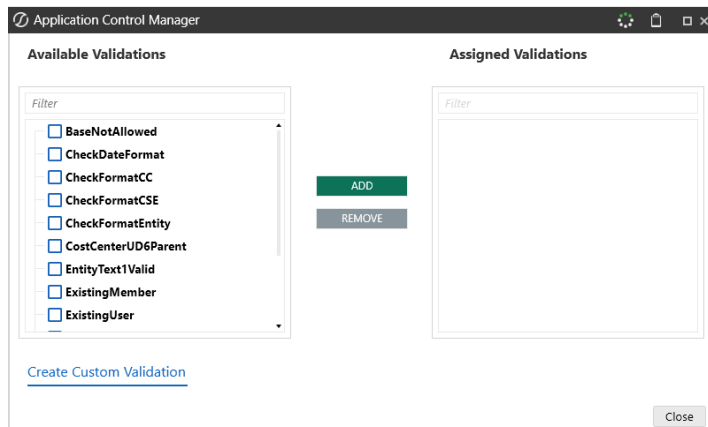 Application Control Manager
Available Validations
Assigned Validations
Filter
Filter
BaseNotAllowed
CheckDateFormat
CheckFormatCC
CheckFormatCSE
CheckFormatEntity
CostCenterUD6Parent
EntityText1Valid
ExistingMember
ExistingUser
ADD
REMOVE
Create Custom Validation
Close